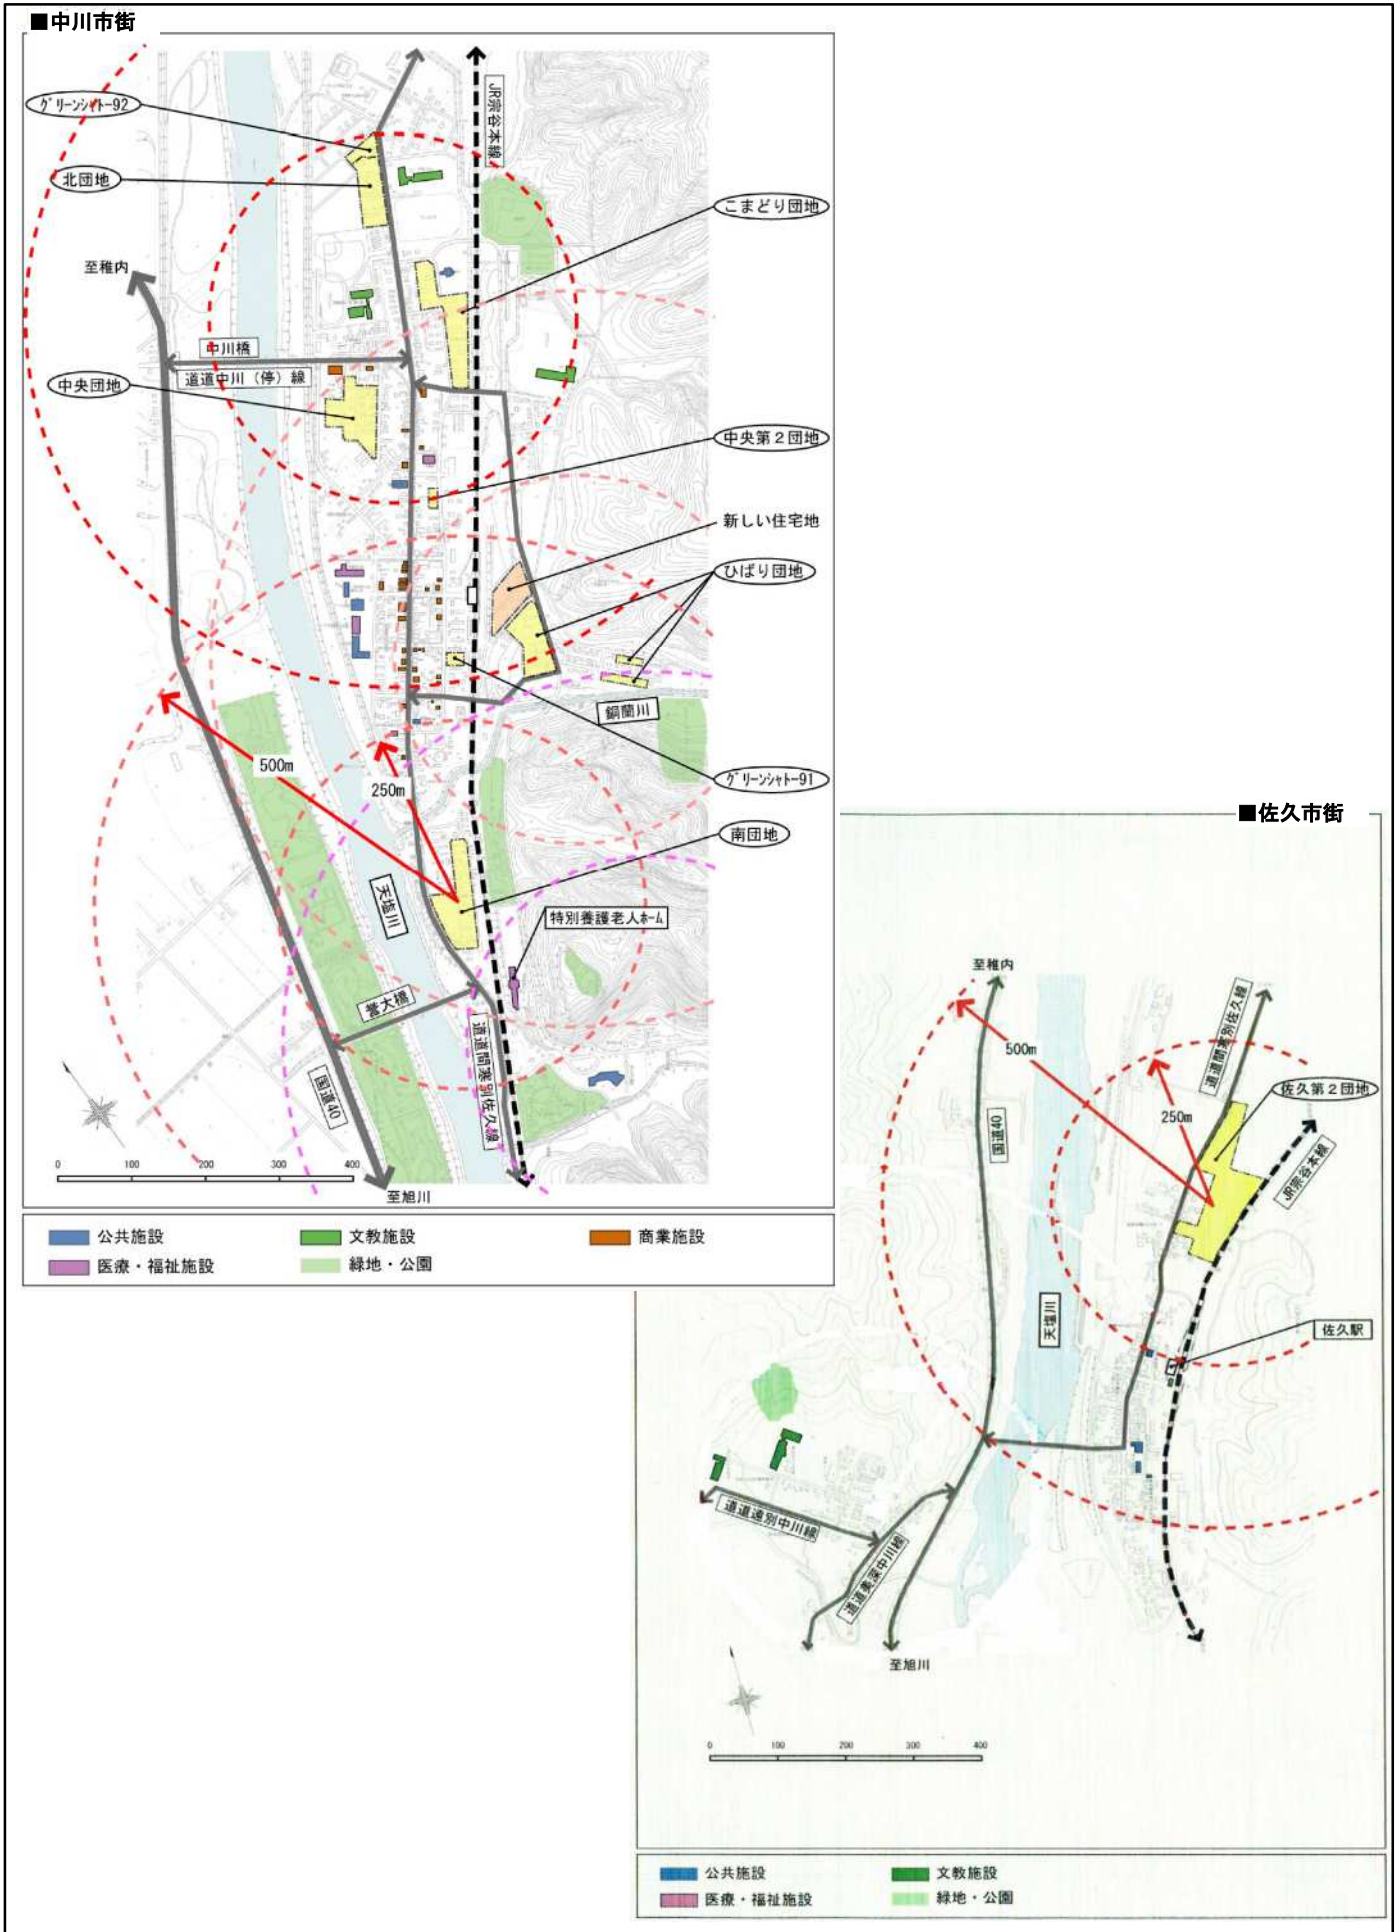 ■中川市街
グリーンシャトー92
北団地
JR宗谷本線
こまどり団地
至稚内
中川橋
道道中川（停）線
中央団地
中央第２団地
新しい住宅地
ひばり団地
銅蘭川
500m
250m
グリーンシャトー91
南団地
天塩川
特別養護老人ホーム
誉大橋
道道問寒別佐久線
国道40
0 100 200 300 400
至旭川
公共施設
文教施設
商業施設
医療・福祉施設
緑地・公園
■佐久市街
至稚内
道道問寒別佐久線
500m
国道40
250m
佐久第２団地
JR宗谷本線
天塩川
佐久駅
道道遠別中川線
道道美深中川線
至旭川
0 100 200 300 400
公共施設
文教施設
医療・福祉施設
緑地・公園